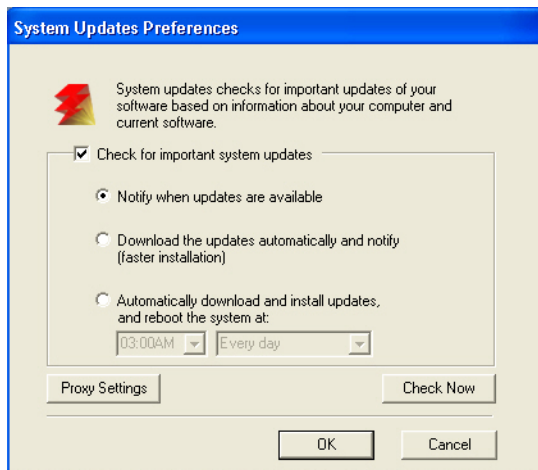 System Updates Preferences
System updates checks for important updates of your
software based on information about your computer and
current software.
Check for important system updates
Notify when updates are available
Download the updates automatically and notify
(faster installation)
Automatically download and install updates,
and reboot the system at:
03:00AM Every day
Proxy Settings Check Now
OK Cancel